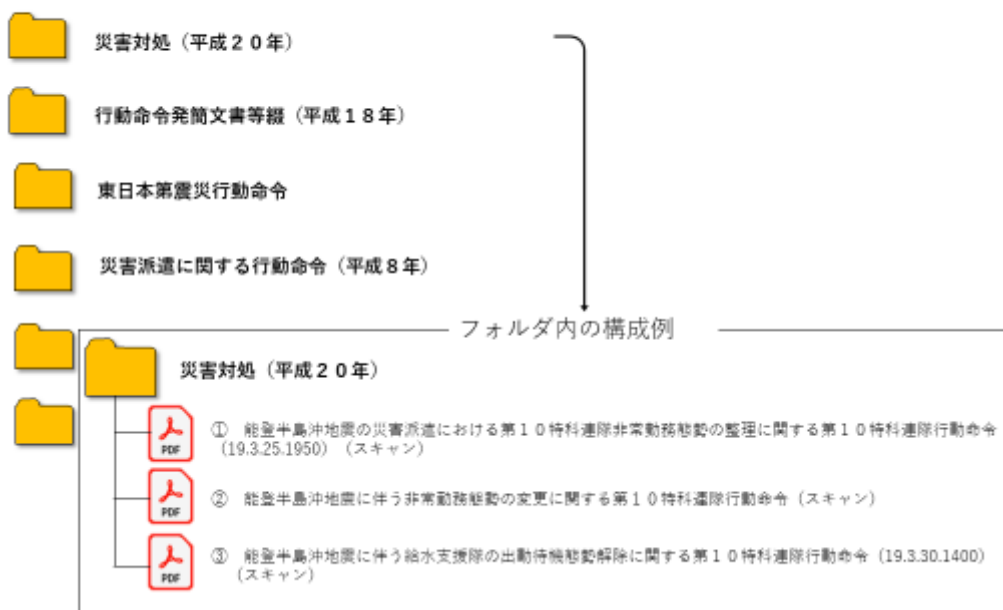 災害対処（平成２０年）
行動命令発簡文書等綴（平成１８年）
東日本第震災行動命令
災害派遣に関する行動命令（平成８年）
フォルダ内の構成例
災害対処（平成２０年）
PDF
① 能登半島沖地震の災害派遣における第１０特科連隊非常勤務態勢の整理に関する第１０特科連隊行動命令
（19.3.25.1950）（スキャン）
PDF
② 能登半島沖地震に伴う非常勤務態勢の変更に関する第１０特科連隊行動命令（スキャン）
PDF
③ 能登半島沖地震に伴う給水支援隊の出動待機態勢解除に関する第１０特科連隊行動命令（19.3.30.1400）
（スキャン）